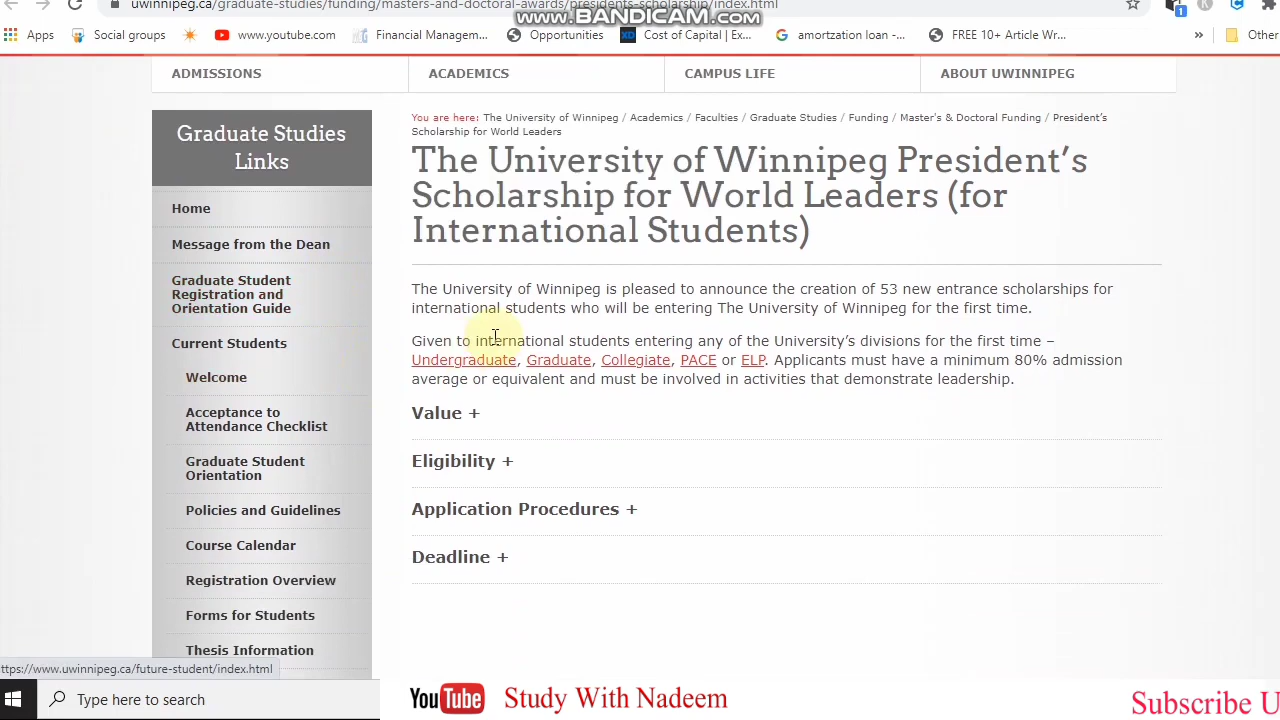 uwinnipeg.ca/graduate-studies/funding/masters-and-doctoral-awards/presidents-scholarship/index.html
www.BANDICAM.com
Apps Social groups www.youtube.com Financial Managem... Opportunities XD Cost of Capital | Ex... amortzation loan -... FREE 10+ Article Wr... » Other
1
ADMISSIONS ACADEMICS CAMPUS LIFE ABOUT UWINNIPEG
Graduate Studies
Links
Home
Message from the Dean
Graduate Student
Registration and
Orientation Guide
Current Students
Welcome
Acceptance to
Attendance Checklist
Graduate Student
Orientation
Policies and Guidelines
Course Calendar
Registration Overview
Forms for Students
Thesis Information
You are here: The University of Winnipeg / Academics / Faculties / Graduate Studies / Funding / Master's & Doctoral Funding / President's
Scholarship for World Leaders
The University of Winnipeg President's
Scholarship for World Leaders (for
International Students)
The University of Winnipeg is pleased to announce the creation of 53 new entrance scholarships for
international students who will be entering The University of Winnipeg for the first time.
Given to international students entering any of the University's divisions for the first time –
Undergraduate, Graduate, Collegiate, PACE or ELP. Applicants must have a minimum 80% admission
average or equivalent and must be involved in activities that demonstrate leadership.
Value +
Eligibility +
Application Procedures +
Deadline +
ttps://www.uwinnipeg.ca/future-student/index.html
Type here to search
YouTube Study With Nadeem
Subscribe U